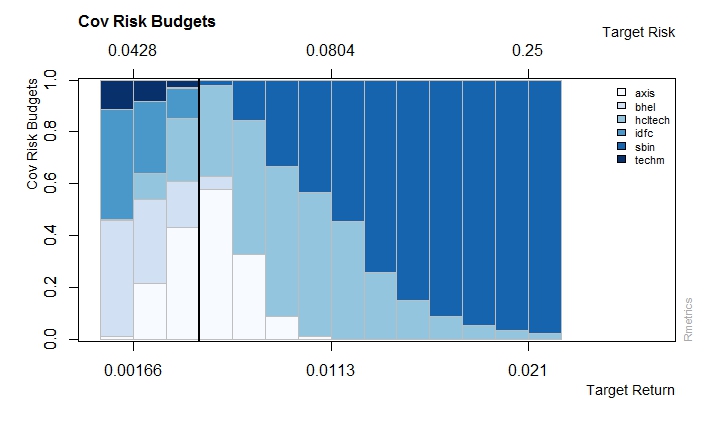 Cov Risk Budgets
Target Risk
0.0428 0.0804 0.25
Cov Risk Budgets
1.0
0.8
0.6
0.4
0.2
0.0
axis
bhel
hcltech
idfc
sbin
techm
Rmetrics
0.00166 0.0113 0.021
Target Return